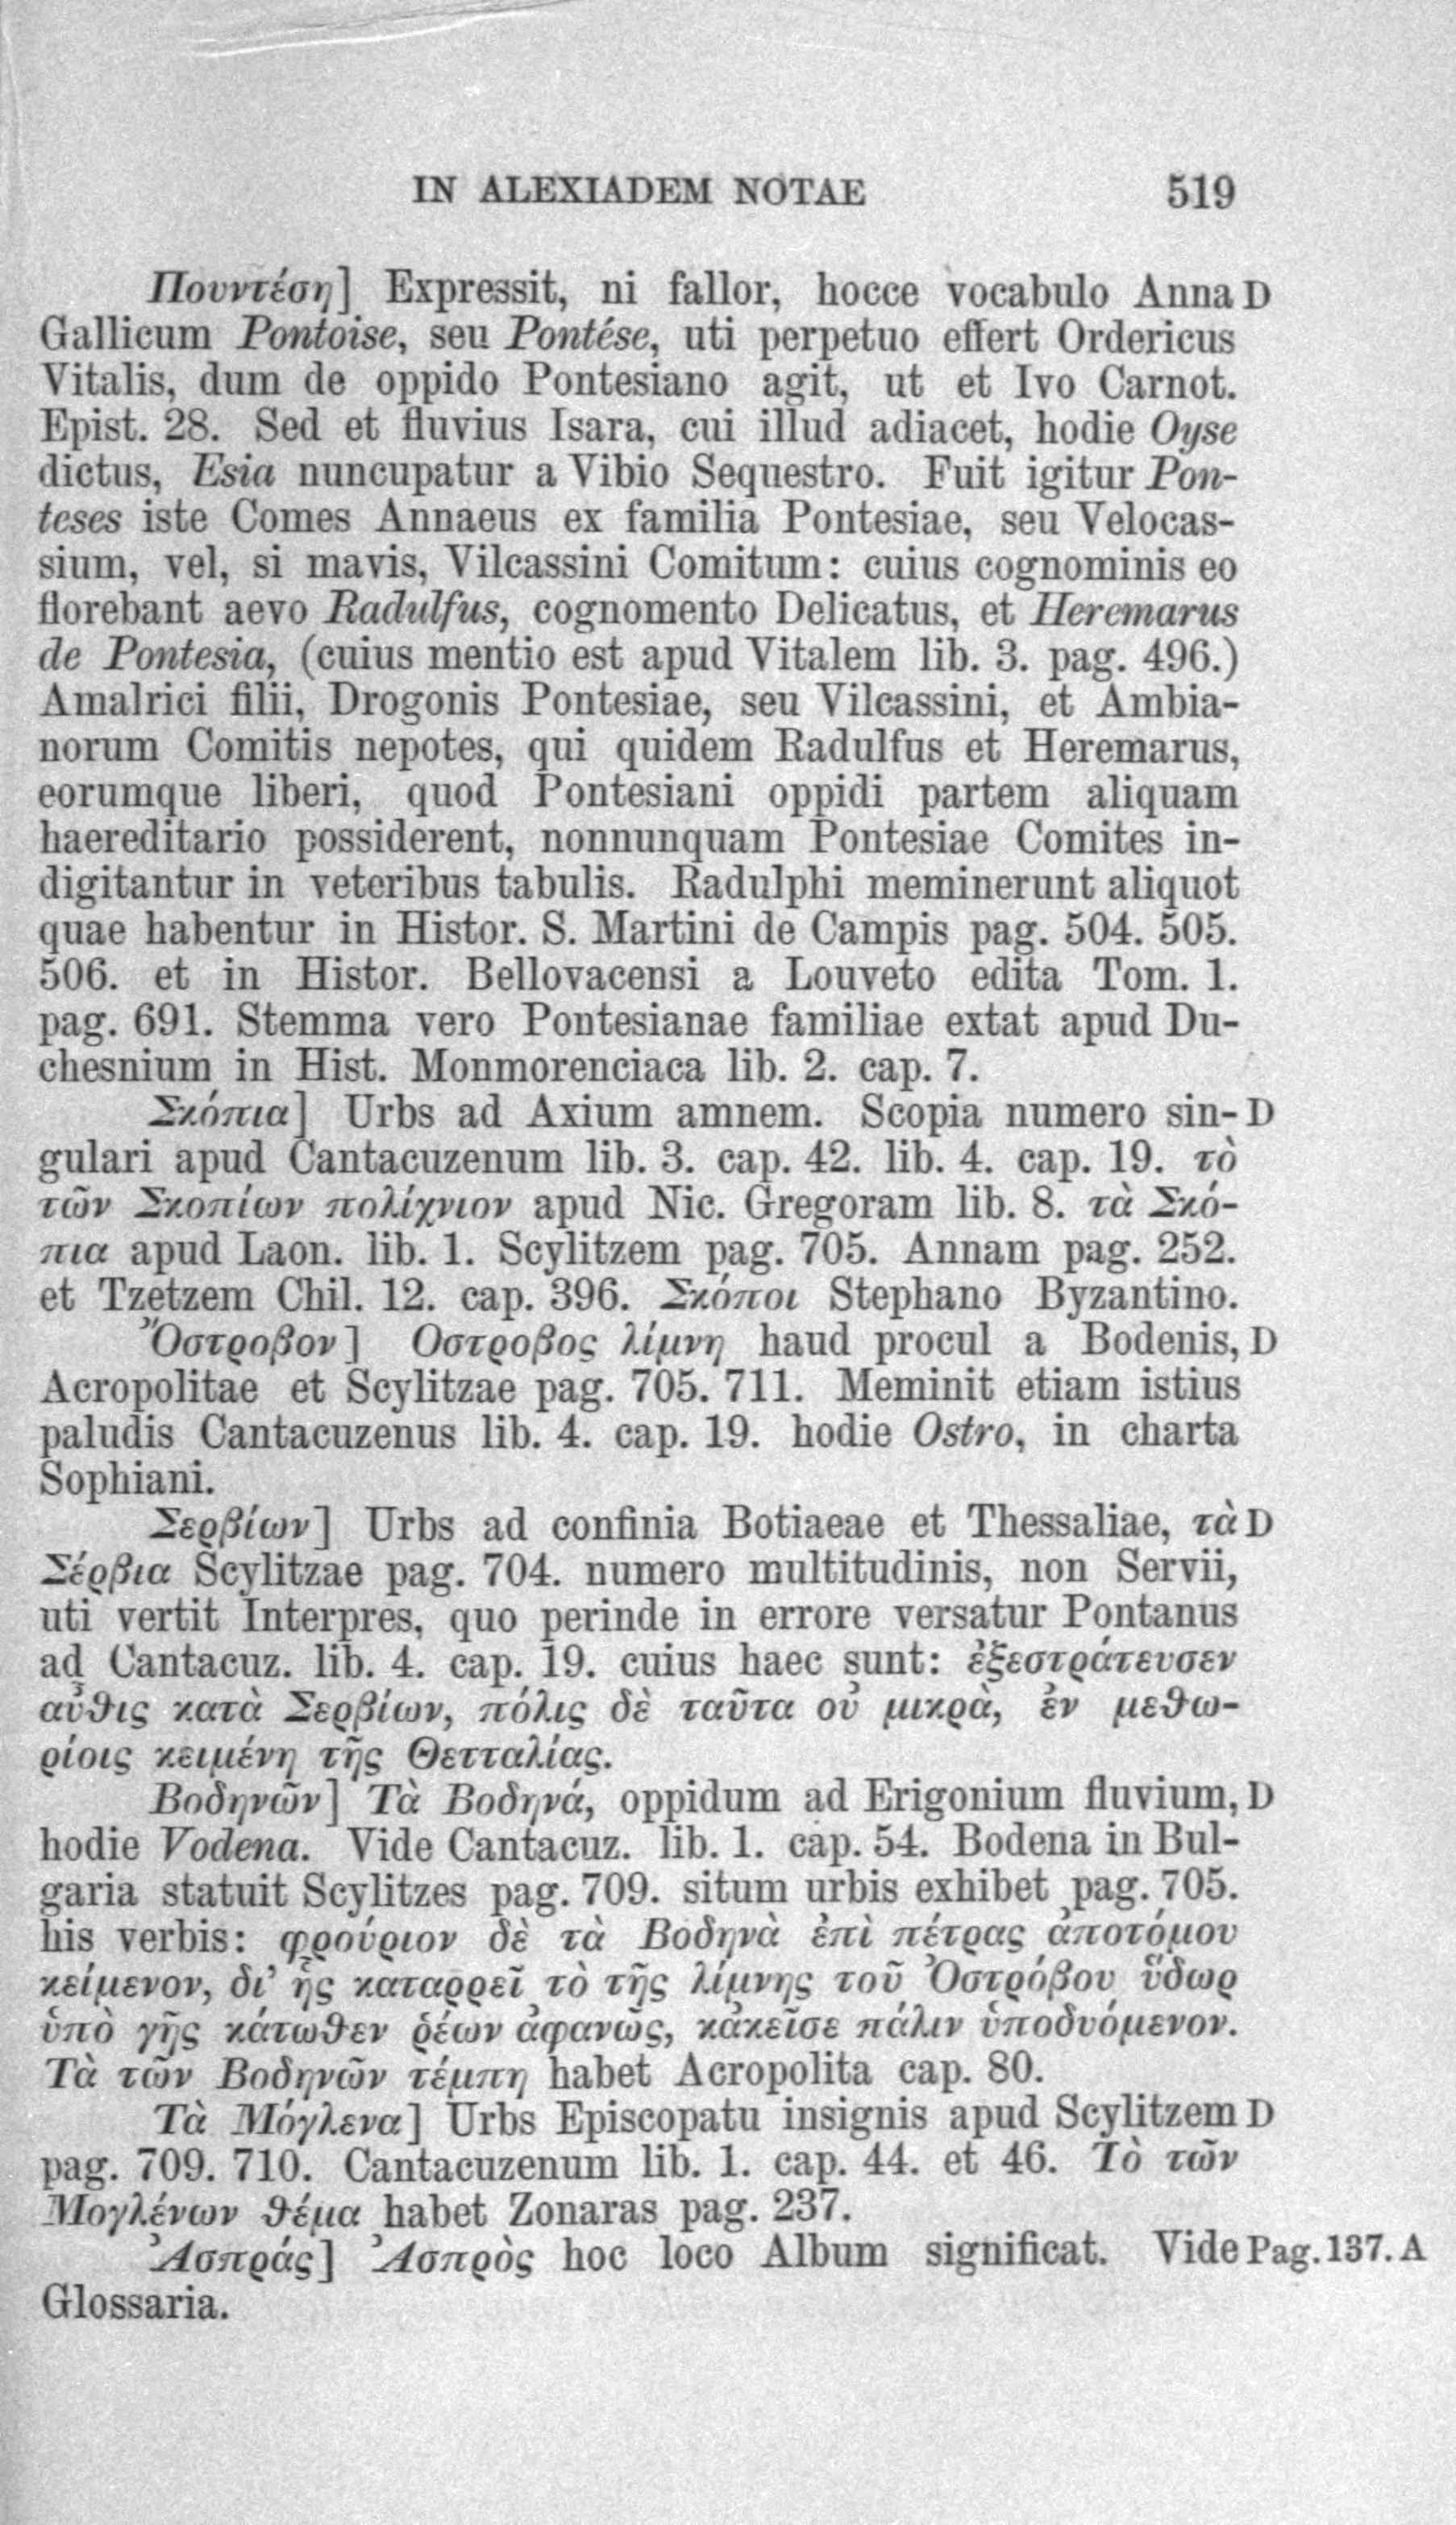 IN ALEXIADEM NOTAE 519
Πουντέση] Expressit, ni fallor, hocce vocabulo Anna D
Gallicum Pontoise, seu Pontése, uti perpetuo effert Ordericus
Vitalis, dum de oppido Pontesiano agit, ut et Ivo Carnot.
Epist. 28. Sed et fluvius Isara, cui illud adiacet, hodie Oyse
dictus, Esia nuncupatur a Vibio Sequestro. Fuit igitur Pon-
teses iste Comes Annaeus ex familia Pontesiae, seu Velocas-
sium, vel, si mavis, Vilcassini Comitum: cuius cognominis eo
florebant aevo Radulfus, cognomento Delicatus, et Heremarus
de Pontesia, (cuius mentio est apud Vitalem lib. 3. pag. 496.)
Amalrici filii, Drogonis Pontesiae, seu Vilcassini, et Ambia-
norum Comitis nepotes, qui quidem Radulfus et Heremarus,
eorumque liberi, quod Pontesiani oppidi partem aliquam
haereditario possiderent, nonnunquam Pontesiae Comites in-
digitantur in veteribus tabulis. Radulphi meminerunt aliquot
quae habentur in Histor. S. Martini de Campis pag. 504. 505.
506. et in Histor. Bellovacensi a Louveto edita Tom. 1.
pag. 691. Stemma vero Pontesianae familiae extat apud Du-
chesnium in Hist. Monmorenciaca lib. 2. cap. 7.
Σκόπια] Urbs ad Axium amnem. Scopia numero sin- D
gulari apud Cantacuzenum lib. 3. cap. 42. lib. 4. cap. 19. τὸ
τῶν Σκοπίων πολίχνιον apud Nic. Gregoram lib. 8. τὰ Σκό-
πια apud Laon. lib. 1. Scylitzem pag. 705. Annam pag. 252.
et Tzetzem Chil. 12. cap. 396. Σκόποι Stephano Byzantino.
Ὄστροβον] Οστροβος λίμνη haud procul a Bodenis, D
Acropolitae et Scylitzae pag. 705. 711. Meminit etiam istius
paludis Cantacuzenus lib. 4. cap. 19. hodie Ostro, in charta
Sophiani.
Σερβίων] Urbs ad confinia Botiaeae et Thessaliae, τὰ D
Σέρβια Scylitzae pag. 704. numero multitudinis, non Servii,
uti vertit Interpres, quo perinde in errore versatur Pontanus
ad Cantacuz. lib. 4. cap. 19. cuius haec sunt: ἐξεστράτευσεν
αὖθις κατὰ Σερβίων, πόλις δὲ ταῦτα οὐ μικρὰ, ἐν μεθω-
ρίοις κειμένη τῆς Θετταλίας.
Βοδηνῶν] Τὰ Βοδηνά, oppidum ad Erigonium fluvium, D
hodie Vodena. Vide Cantacuz. lib. 1. cap. 54. Bodena in Bul-
garia statuit Scylitzes pag. 709. situm urbis exhibet pag. 705.
his verbis: φρούριον δὲ τὰ Βοδηνὰ ἐπὶ πέτρας ἀποτόμου
κείμενον, δι’ ἧς καταρρεῖ τὸ τῆς λίμνης τοῦ Ὀστρόβου ὕδωρ
ὑπὸ γῆς κάτωθεν ῥέων ἀφανῶς, κἀκεῖσε πάλιν ὑποδυόμενον.
Τὰ τῶν Βοδηνῶν τέμπη habet Acropolita cap. 80.
Τὰ Μόγλενα] Urbs Episcopatu insignis apud Scylitzem D
pag. 709. 710. Cantacuzenum lib. 1. cap. 44. et 46. Τὸ τῶν
Μογλένων θέμα habet Zonaras pag. 237.
Ἀσπράς] Ἀσπρὸς hoc loco Album significat. Vide Pag. 137. A
Glossaria.